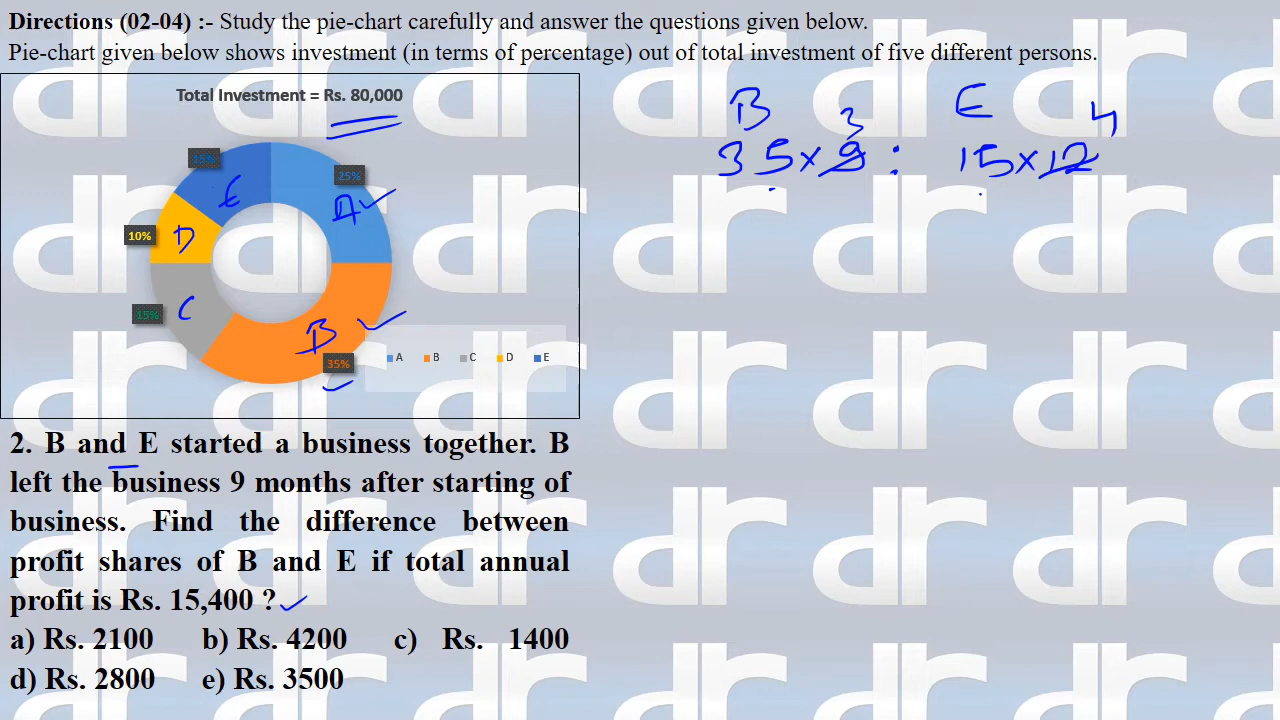 Directions (02-04) :- Study the pie-chart carefully and answer the questions given below.
Pie-chart given below shows investment (in terms of percentage) out of total investment of five different persons.
Total Investment = Rs. 80,000
15%
25%
10%
15%
35%
E
A
D
C
B
A B C D E
B E
3 4
35×9 : 15×12
2. B and E started a business together. B
left the business 9 months after starting of
business. Find the difference between
profit shares of B and E if total annual
profit is Rs. 15,400 ?
a) Rs. 2100 b) Rs. 4200 c) Rs. 1400
d) Rs. 2800 e) Rs. 3500